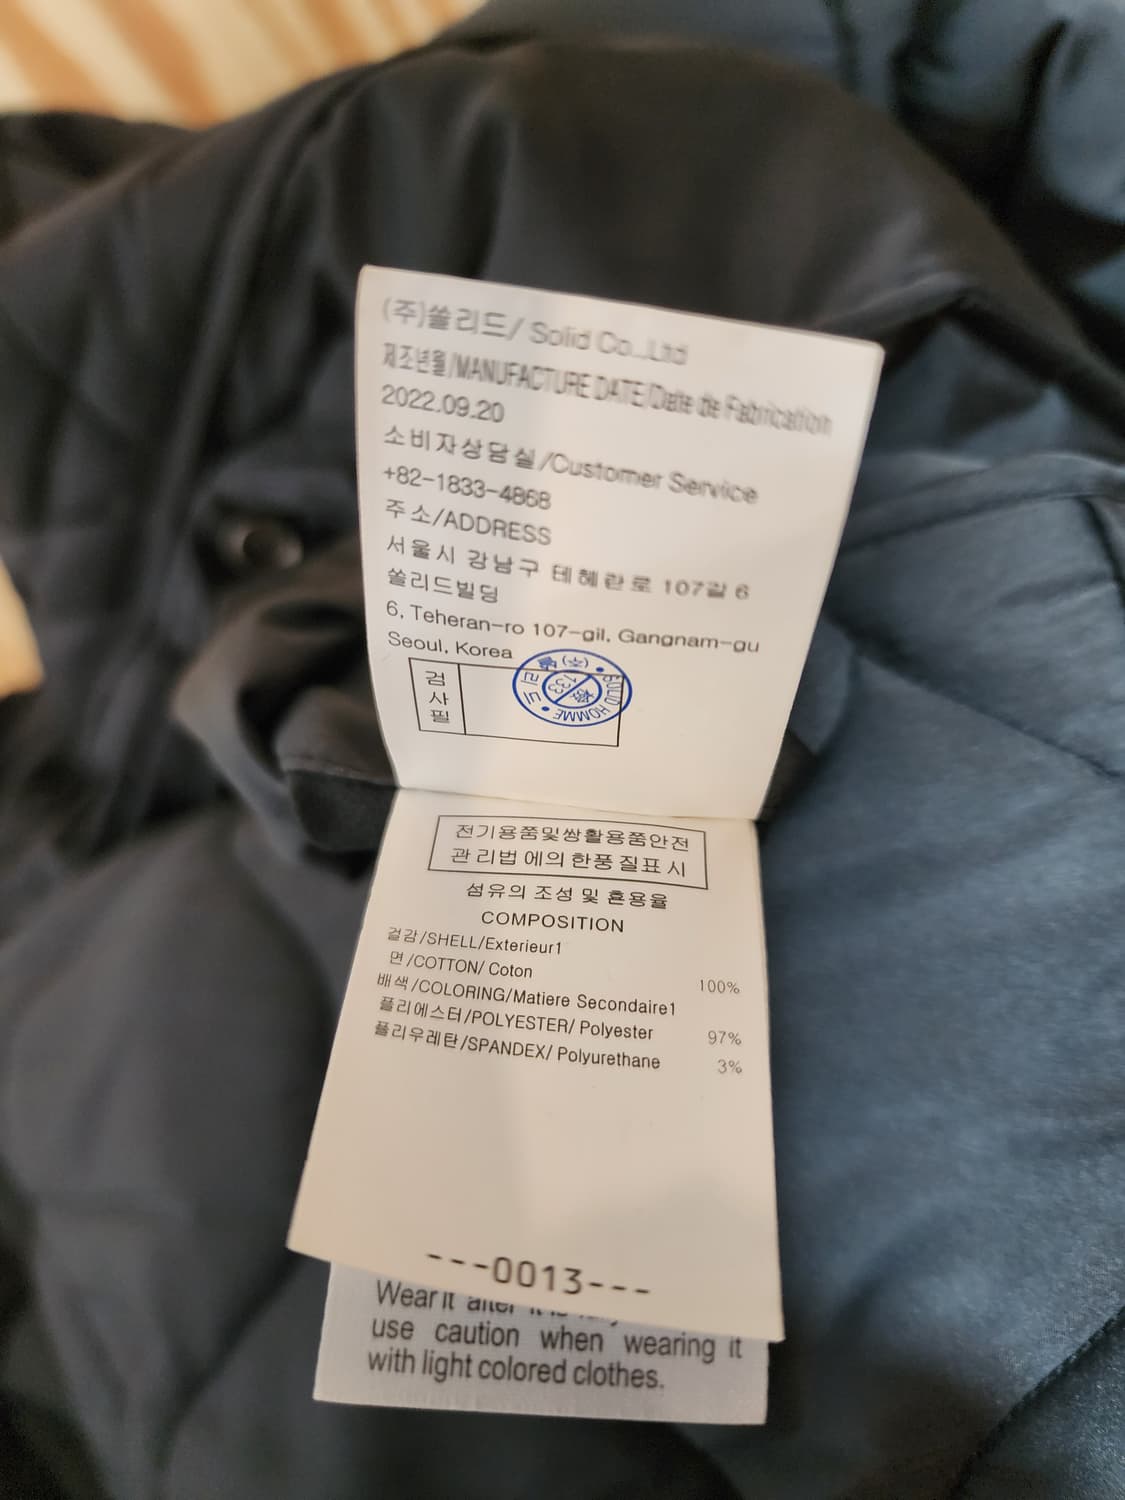 (주)쏠리드/ Solid Co.,Ltd
제조년월/MANUFACTURE DATE/Date de Fabrication
2022.09.20
소비자상담실/Customer Service
+82-1833-4868
주소/ADDRESS
서울시 강남구 테헤란로 107길 6
쏠리드빌딩
6, Teheran-ro 107-gil, Gangnam-gu
Seoul, Korea
검사필
SOLID HOMME
133
전기용품및생활용품안전
관리법에의한품질표시
섬유의 조성 및 혼용율
COMPOSITION
겉감/SHELL/Exterieur1
면/COTTON/ Coton 100%
배색/COLORING/Matiere Secondaire1
폴리에스터/POLYESTER/ Polyester 97%
폴리우레탄/SPANDEX/ Polyurethane 3%
---0013---
Wear it after it is
use caution when wearing it
with light colored clothes.